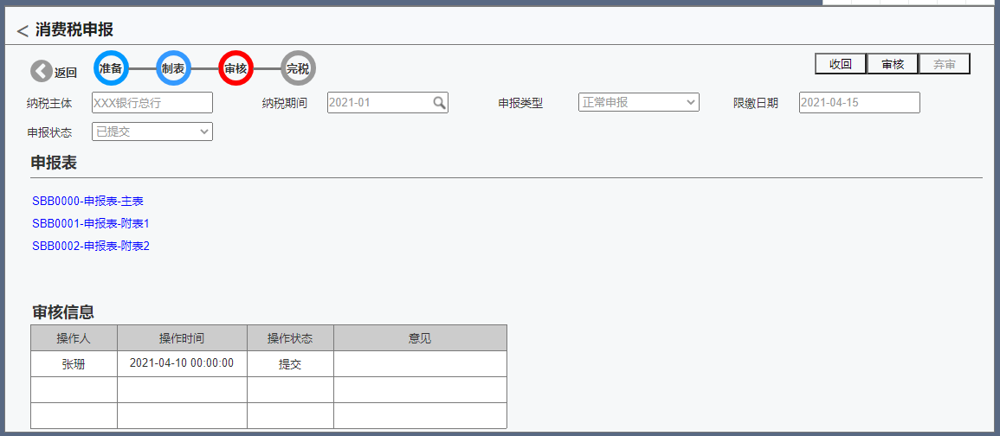 < 消费税申报
返回 准备 制表 审核 完税 收回 审核 弃审
纳税主体 XXX银行总行 纳税期间 2021-01 申报类型 正常申报 限缴日期 2021-04-15
申报状态 已提交
申报表
SBB0000-申报表-主表
SBB0001-申报表-附表1
SBB0002-申报表-附表2
审核信息
操作人 操作时间 操作状态 意见
张珊 2021-04-10 00:00:00 提交